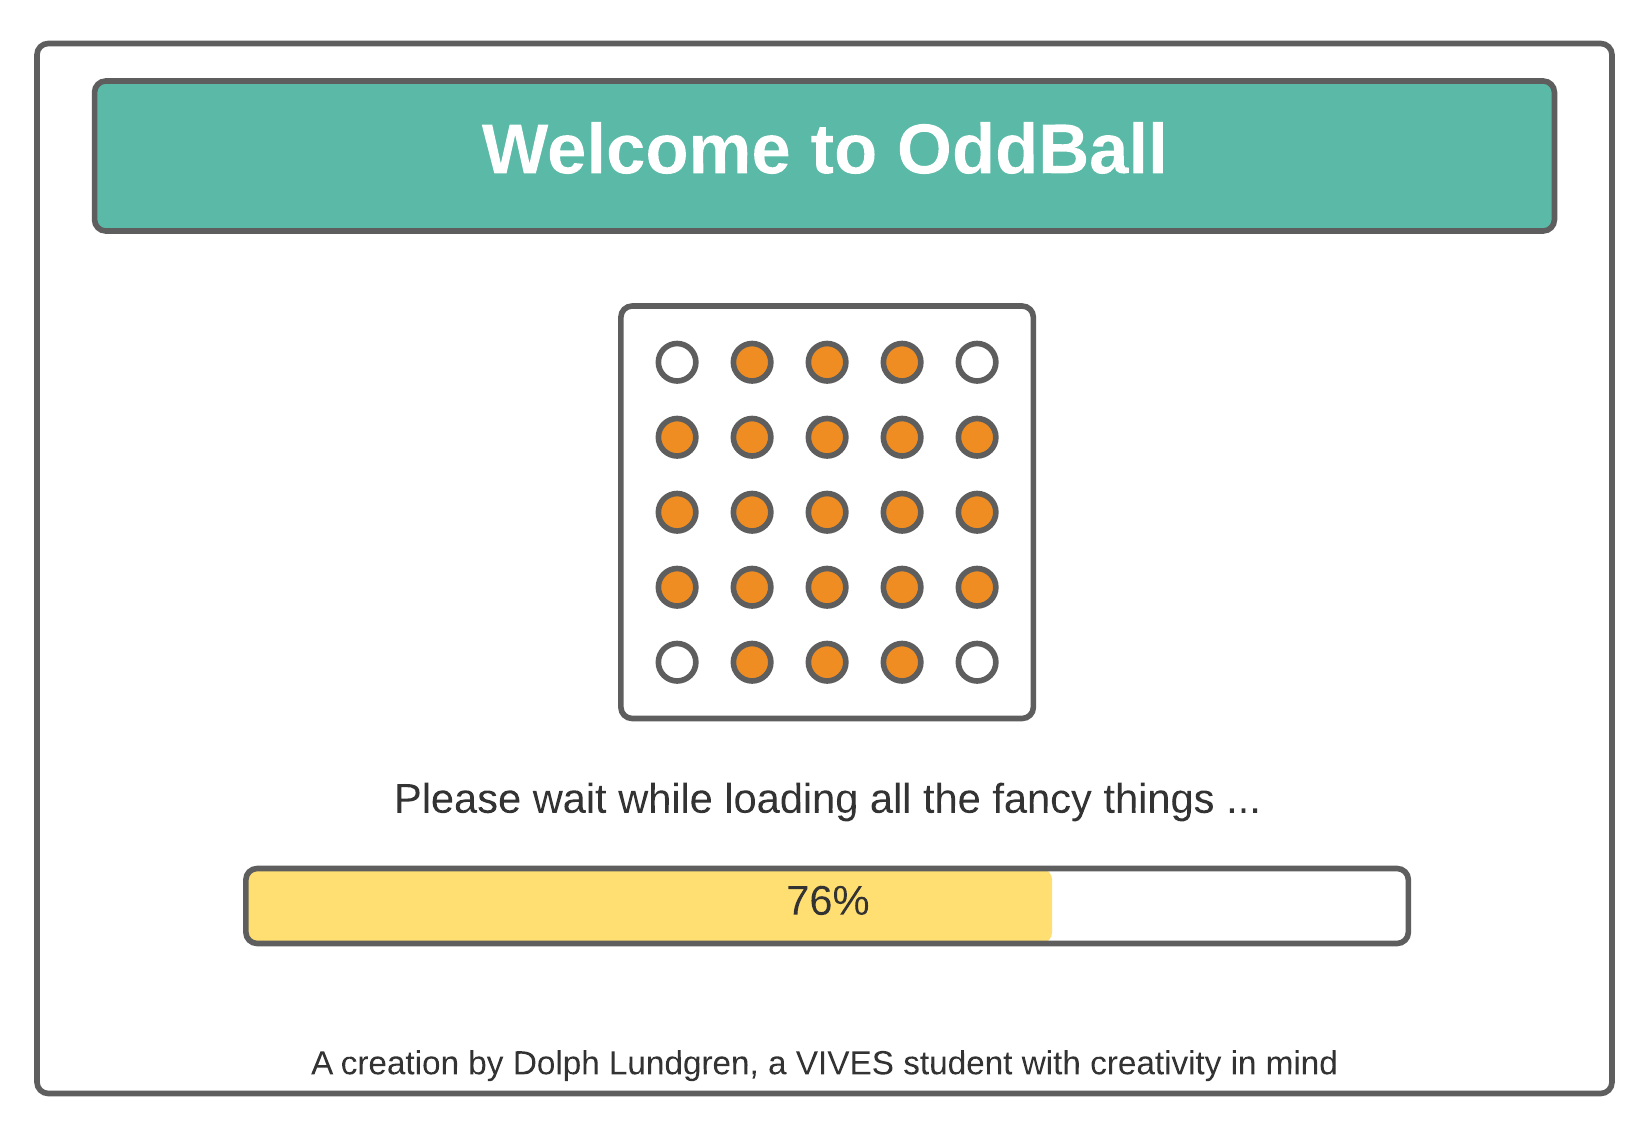 Welcome to OddBall
Please wait while loading all the fancy things ...
76%
A creation by Dolph Lundgren, a VIVES student with creativity in mind